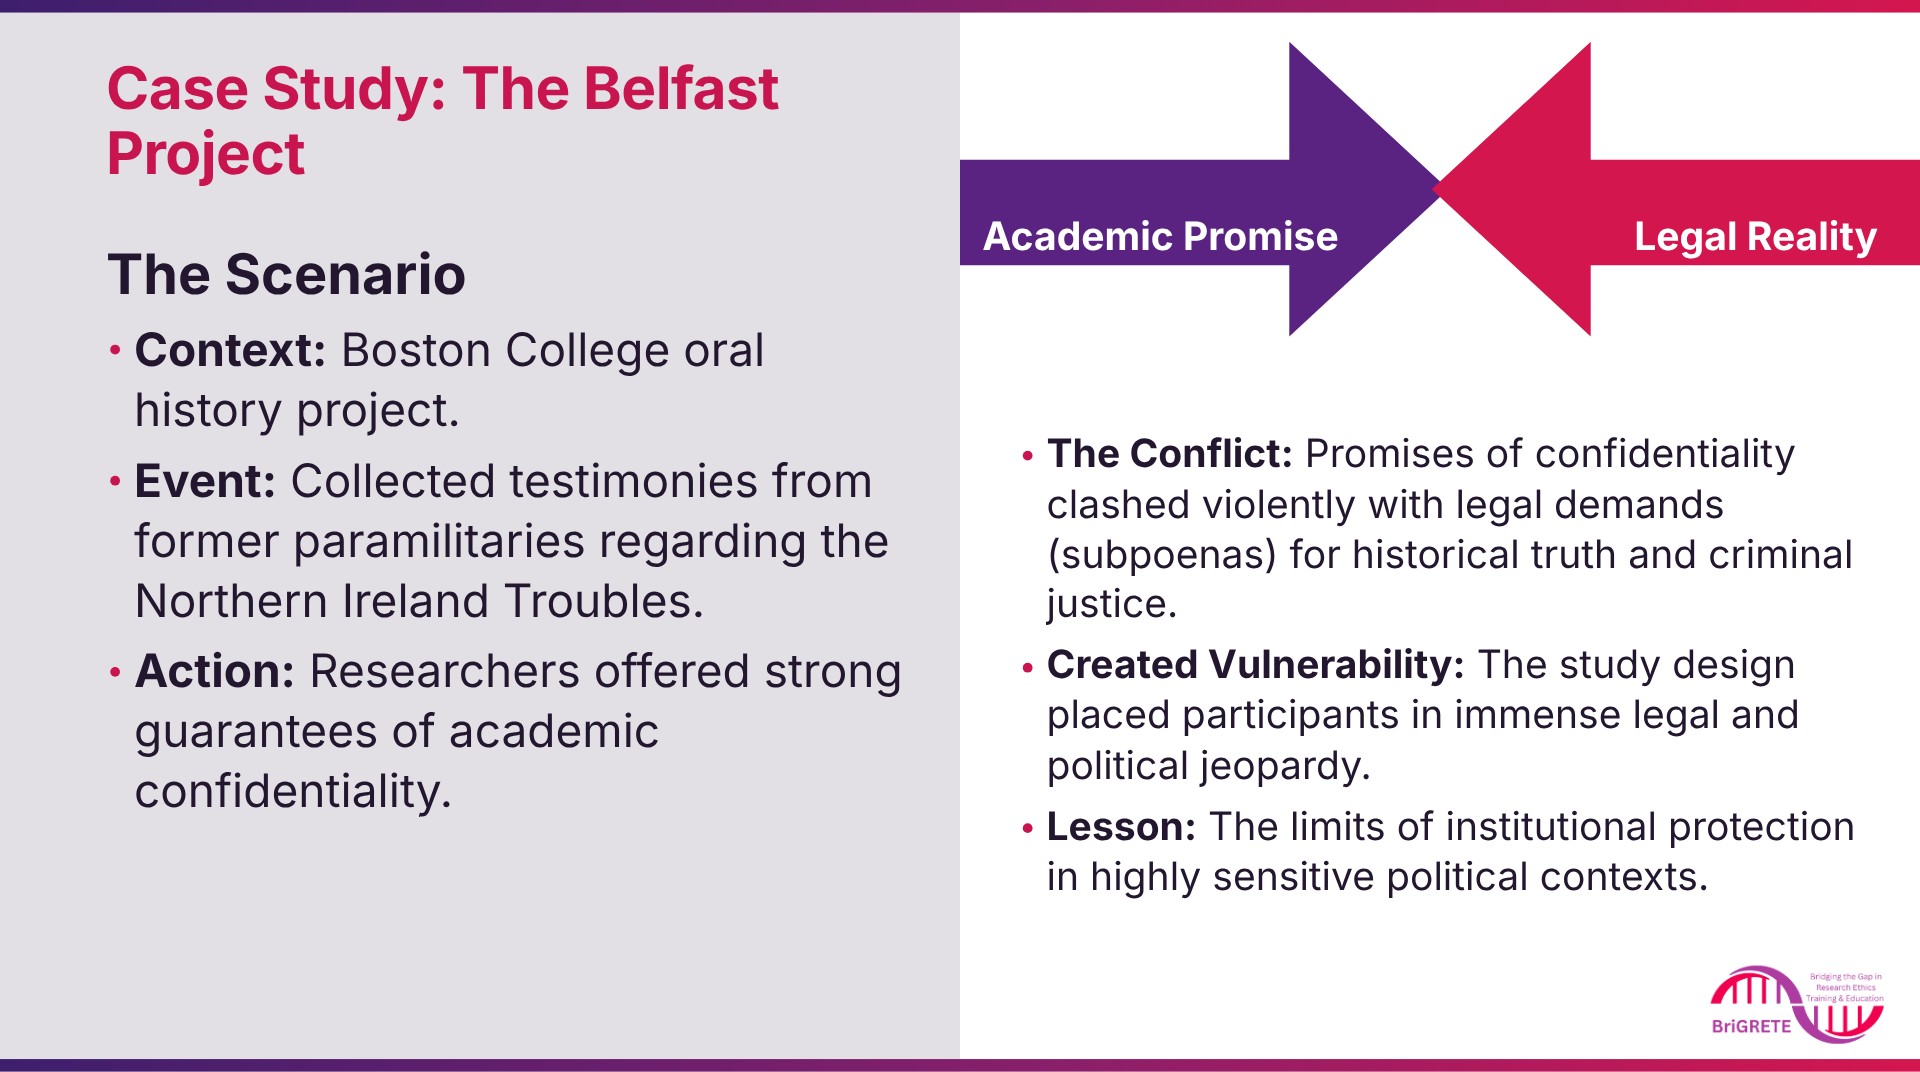 Case Study: The Belfast
Project
The Scenario
• Context: Boston College oral
history project.
• Event: Collected testimonies from
former paramilitaries regarding the
Northern Ireland Troubles.
• Action: Researchers offered strong
guarantees of academic
confidentiality.
Academic Promise
Legal Reality
• The Conflict: Promises of confidentiality
clashed violently with legal demands
(subpoenas) for historical truth and criminal
justice.
• Created Vulnerability: The study design
placed participants in immense legal and
political jeopardy.
• Lesson: The limits of institutional protection
in highly sensitive political contexts.
Bridging the Gap in
Research Ethics
Training & Education
BriGRETE